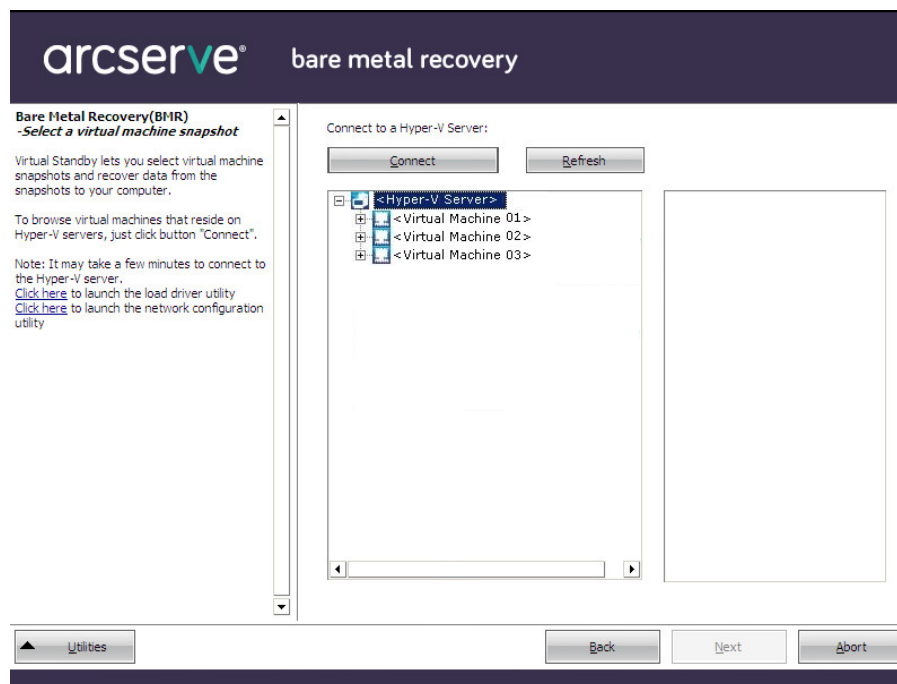 arcserve®
bare metal recovery
Bare Metal Recovery(BMR)
-Select a virtual machine snapshot
Virtual Standby lets you select virtual machine
snapshots and recover data from the
snapshots to your computer.
To browse virtual machines that reside on
Hyper-V servers, just click button "Connect".
Note: It may take a few minutes to connect to
the Hyper-V server.
Click here to launch the load driver utility
Click here to launch the network configuration
utility
Connect to a Hyper-V Server:
Connect
Refresh
<Hyper-V Server>
<Virtual Machine 01>
<Virtual Machine 02>
<Virtual Machine 03>
Utilities
Back
Next
Abort